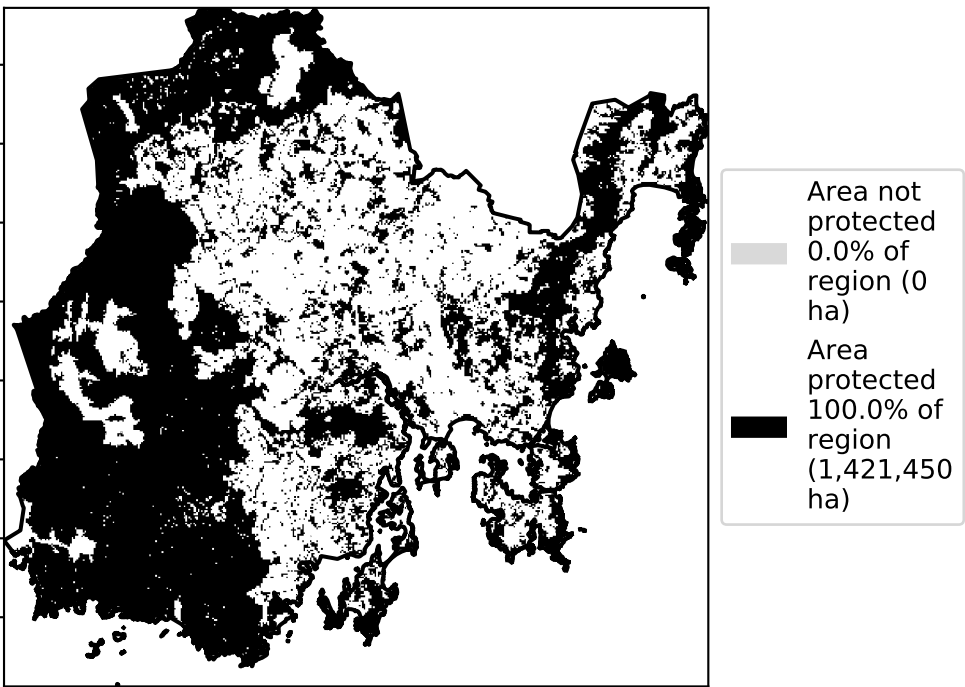 Area not
protected
0.0% of
region (0
ha)
Area
protected
100.0% of
region
(1,421,450
ha)